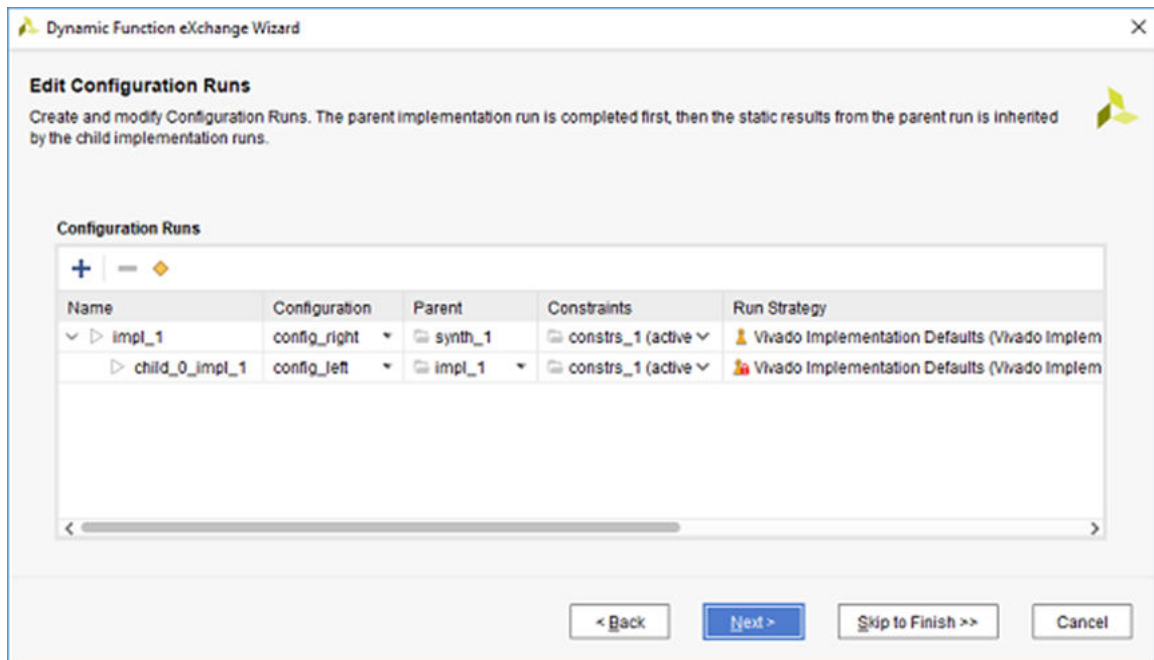 Dynamic Function eXchange Wizard
Edit Configuration Runs
Create and modify Configuration Runs. The parent implementation run is completed first, then the static results from the parent run is inherited
by the child implementation runs.
Configuration Runs
Name Configuration Parent Constraints Run Strategy
impl_1 config_right synth_1 constrs_1 (active Vivado Implementation Defaults (Vivado Implem
child_0_impl_1 config_left impl_1 constrs_1 (active Vivado Implementation Defaults (Vivado Implem
< Back Next > Skip to Finish >> Cancel